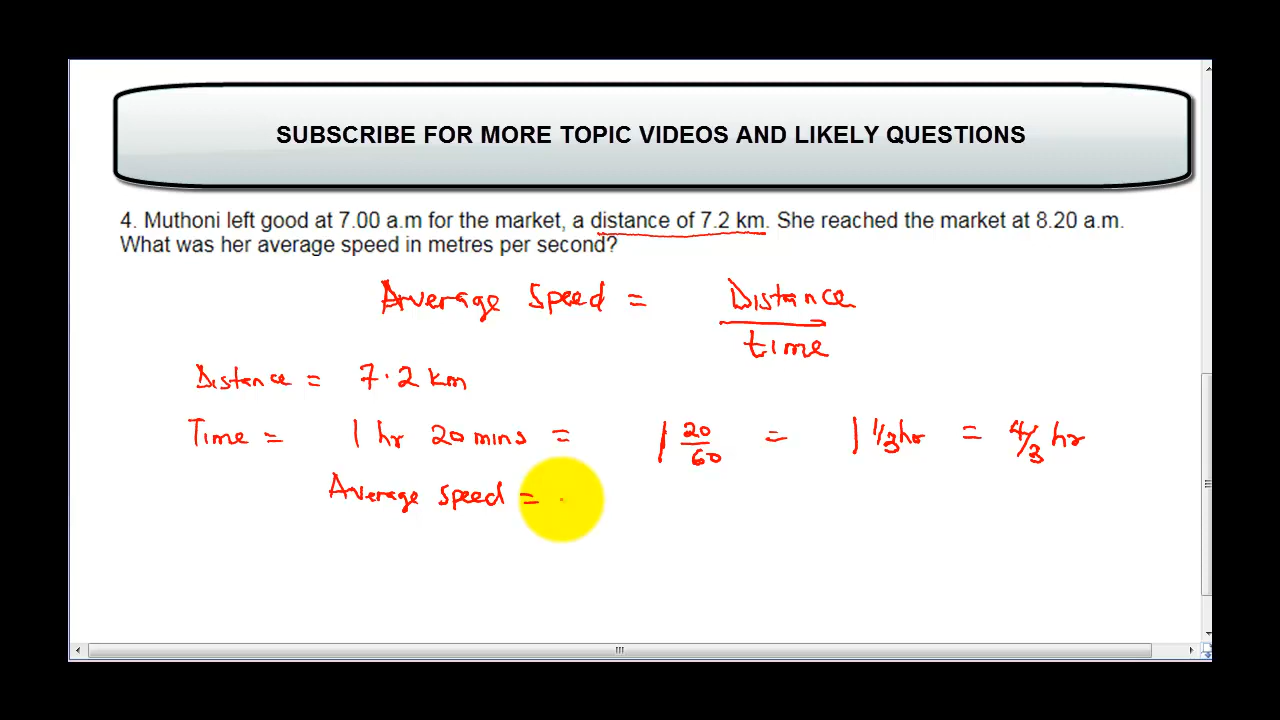 SUBSCRIBE FOR MORE TOPIC VIDEOS AND LIKELY QUESTIONS
4. Muthoni left good at 7.00 a.m for the market, a distance of 7.2 km. She reached the market at 8.20 a.m.
What was her average speed in metres per second?
Average speed = Distance / time
Distance = 7.2 km
Time = 1 hr 20 mins = 1 20/60 = 1 1/3 hr = 4/3 hr
Average speed =